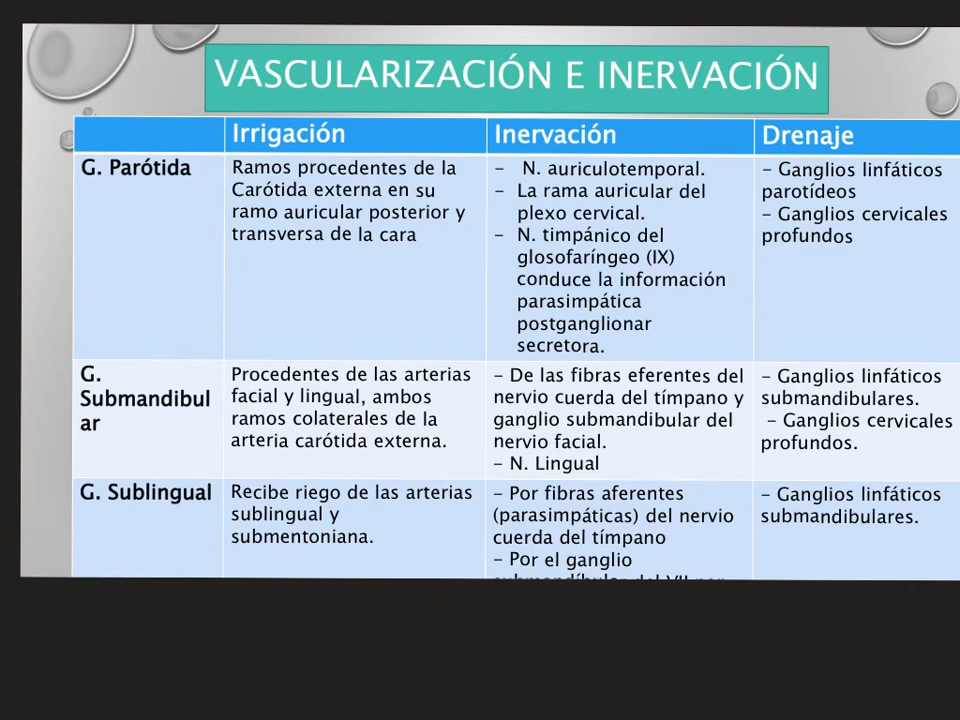 VASCULARIZACIÓN E INERVACIÓN
Irrigación
Inervación
Drenaje
G. Parótida
Ramos procedentes de la
Carótida externa en su
ramo auricular posterior y
transversa de la cara
- N. auriculotemporal.
- La rama auricular del
plexo cervical.
- N. timpánico del
glosofaríngeo (IX)
conduce la información
parasimpática
postganglionar
secretora.
- Ganglios linfáticos
parotídeos
- Ganglios cervicales
profundos
G.
Submandibul
ar
Procedentes de las arterias
facial y lingual, ambos
ramos colaterales de la
arteria carótida externa.
- De las fibras eferentes del
nervio cuerda del tímpano y
ganglio submandibular del
nervio facial.
- N. Lingual
- Ganglios linfáticos
submandibulares.
- Ganglios cervicales
profundos.
G. Sublingual
Recibe riego de las arterias
sublingual y
submentoniana.
- Por fibras aferentes
(parasimpáticas) del nervio
cuerda del tímpano
- Por el ganglio
- Ganglios linfáticos
submandibulares.